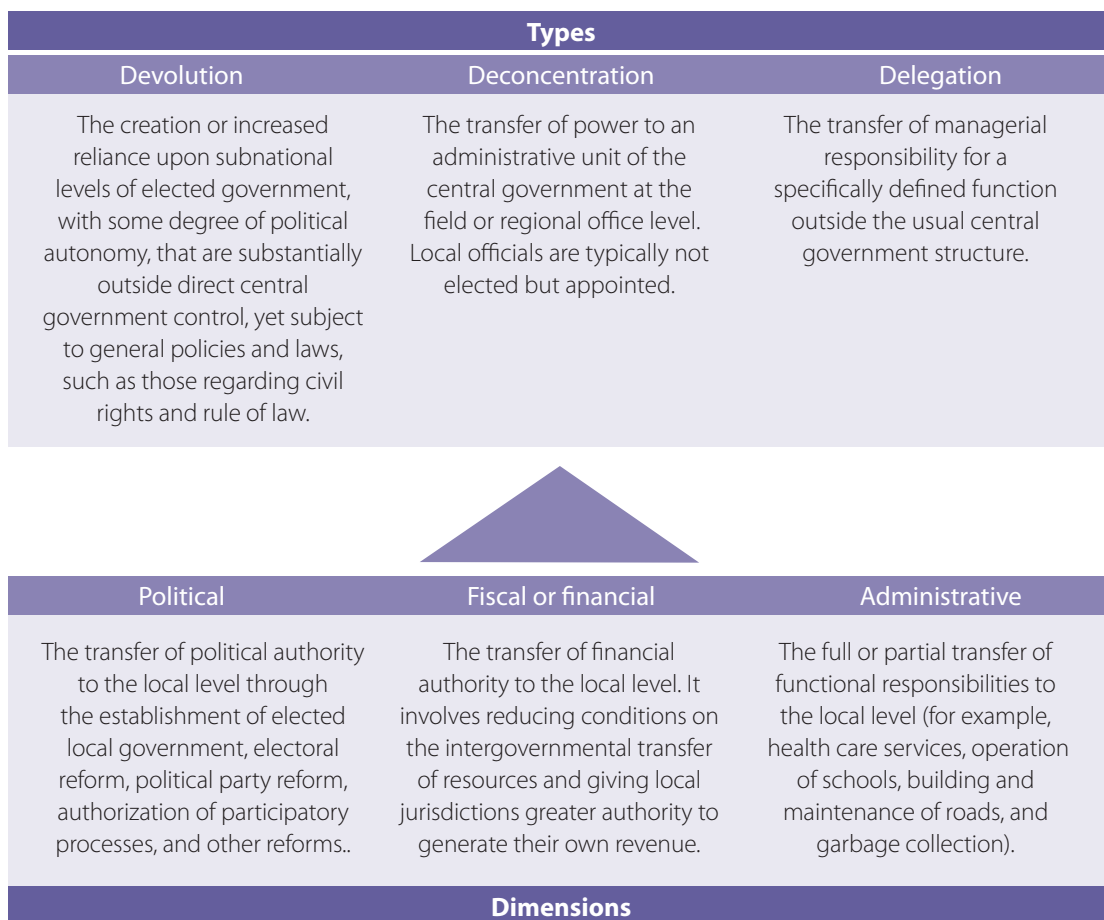 Types
Devolution
The creation or increased
reliance upon subnational
levels of elected government,
with some degree of political
autonomy, that are substantially
outside direct central
government control, yet subject
to general policies and laws,
such as those regarding civil
rights and rule of law.
Deconcentration
The transfer of power to an
administrative unit of the
central government at the
field or regional office level.
Local officials are typically not
elected but appointed.
Delegation
The transfer of managerial
responsibility for a
specifically defined function
outside the usual central
government structure.
Political
The transfer of political authority
to the local level through
the establishment of elected
local government, electoral
reform, political party reform,
authorization of participatory
processes, and other reforms..
Fiscal or financial
The transfer of financial
authority to the local level. It
involves reducing conditions on
the intergovernmental transfer
of resources and giving local
jurisdictions greater authority to
generate their own revenue.
Administrative
The full or partial transfer of
functional responsibilities to
the local level (for example,
health care services, operation
of schools, building and
maintenance of roads, and
garbage collection).
Dimensions